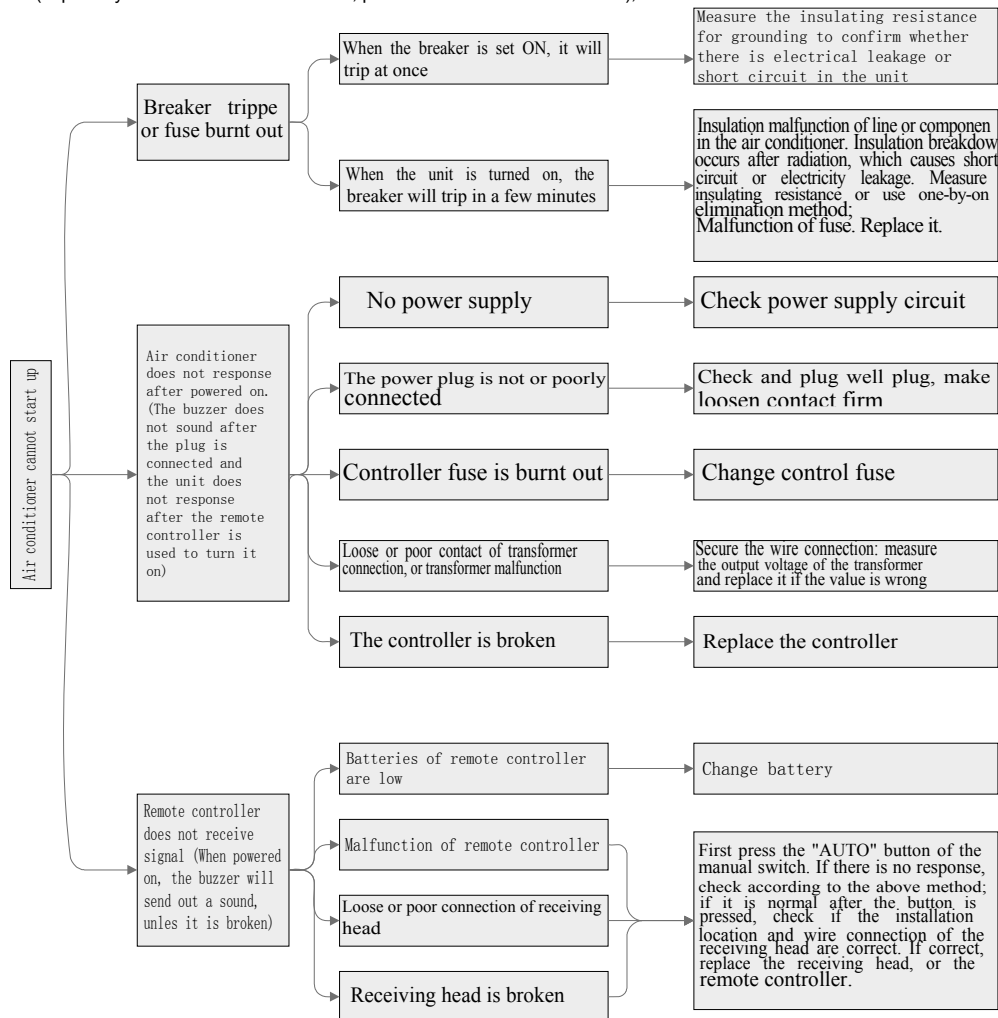 Measure the insulating resistance
for grounding to confirm whether
there is electrical leakage or
short circuit in the unit
When the breaker is set ON, it will
trip at once
Breaker trippe
or fuse burnt out
Insulation malfunction of line or componen
in the air conditioner. Insulation breakdow
occurs after radiation, which causes short
circuit or electricity leakage. Measure
insulating resistance or use one-by-on
elimination method;
Malfunction of fuse. Replace it.
When the unit is turned on, the
breaker will trip in a few minutes
No power supply
Check power supply circuit
Air conditioner cannot start up
Air conditioner
does not response
after powered on.
(The buzzer does
not sound after
the plug is
connected and
the unit does
not response
after the remote
controller is
used to turn it
on)
The power plug is not or poorly
connected
Check and plug well plug, make
loosen contact firm
Controller fuse is burnt out
Change control fuse
Loose or poor contact of transformer
connection, or transformer malfunction
Secure the wire connection: measure
the output voltage of the transformer
and replace it if the value is wrong
The controller is broken
Replace the controller
Batteries of remote controller
are low
Change battery
Remote controller
does not receive
signal (When powered
on, the buzzer will
send out a sound,
unles it is broken)
Malfunction of remote controller
Loose or poor connection of receiving
head
Receiving head is broken
First press the "AUTO" button of the
manual switch. If there is no response,
check according to the above method;
if it is normal after the button is
pressed, check if the installation
location and wire connection of the
receiving head are correct. If correct,
replace the receiving head, or the
remote controller.